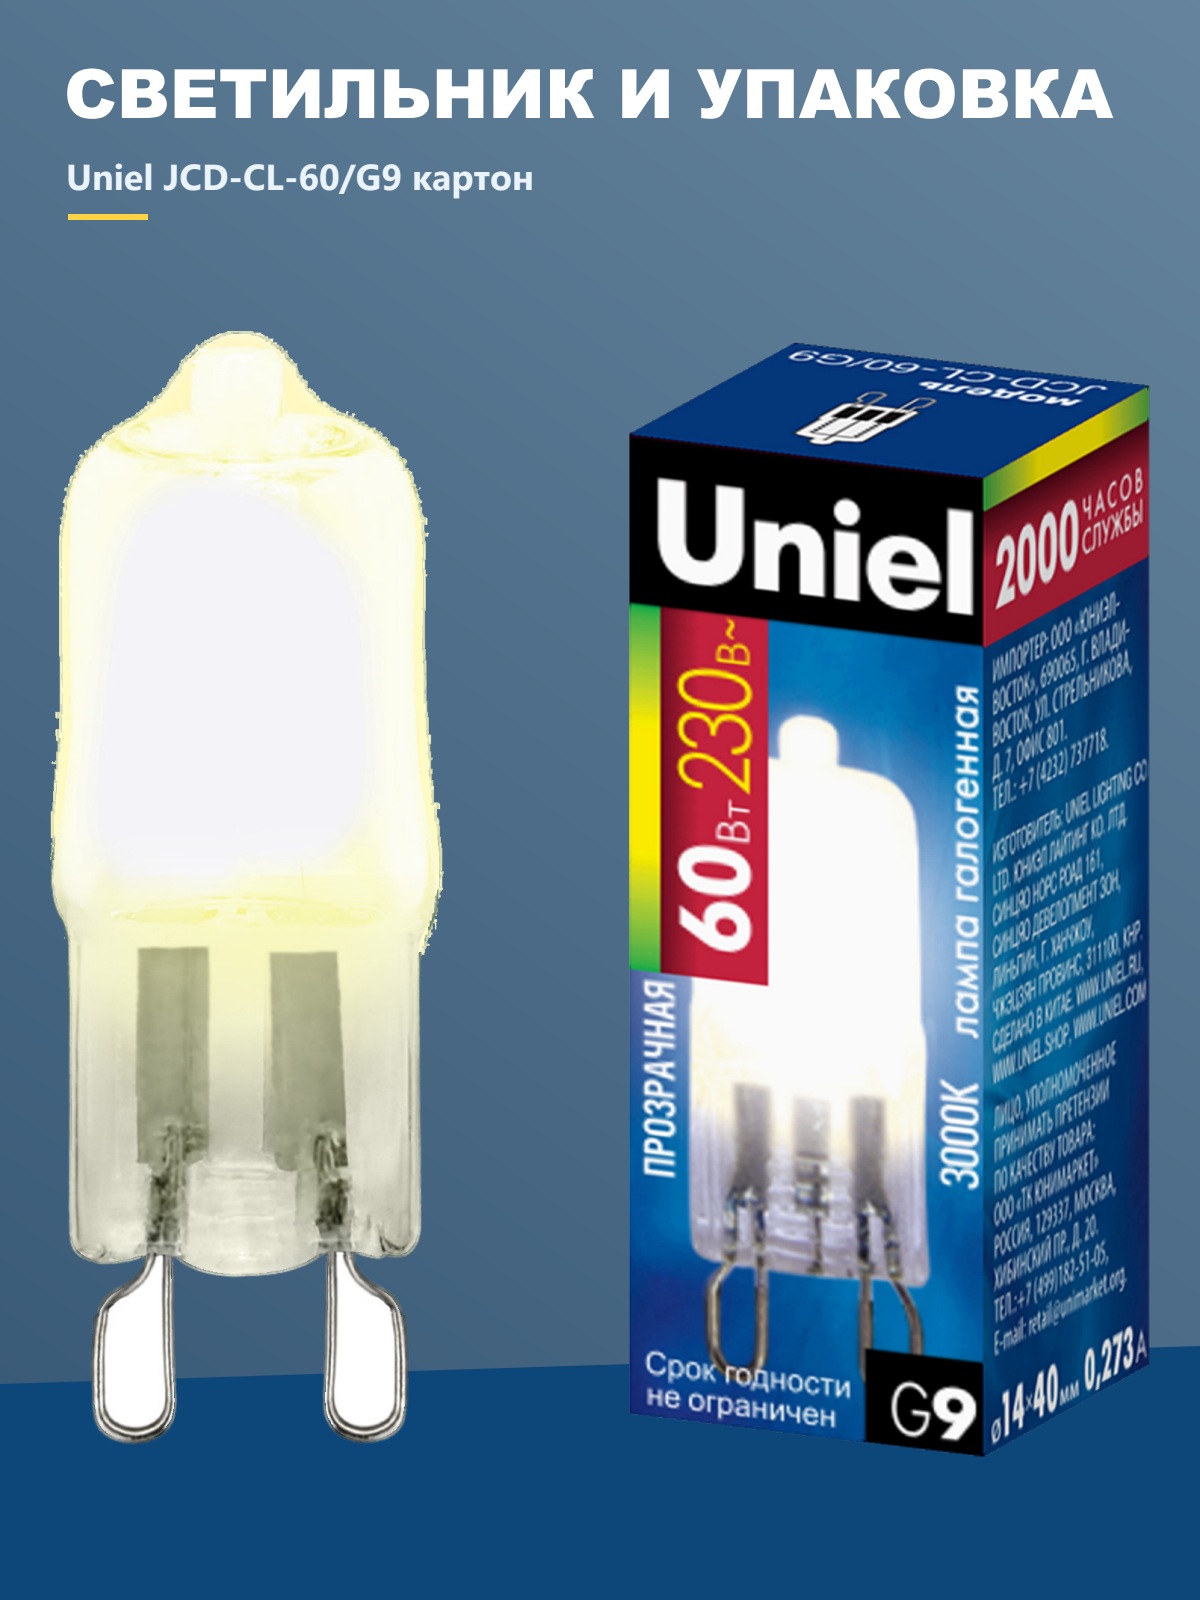 СВЕТИЛЬНИК И УПАКОВКА
Uniel JCD-CL-60/G9 картон
модель
JCD-CL-60/G9
Uniel
60Вт 230В~
ПРОЗРАЧНАЯ
3000К лампа галогенная
Срок годности
не ограничен
G9
2000 ЧАСОВ
СЛУЖБЫ
ИМПОРТЕР: ООО «ЮНИЭЛ-
ВОСТОК», 690065, Г. ВЛАДИ-
ВОСТОК, УЛ. СТРЕЛЬНИКОВА,
Д. 7, ОФИС 801.
ТЕЛ.: +7 (4232) 737718.
ИЗГОТОВИТЕЛЬ: UNIEL LIGHTING CO.
LTD. ЮНИЭЛ ЛАЙТИНГ КО. ЛТД.
СИНЦЯО НОРС РОАД 161,
СИНЦЯО ДЕВЕЛОПМЕНТ ЗОН,
ЛИНЬПИН, Г. ХАНЧЖОУ,
ЧЖЭЦЗЯН ПРОВИНС, 311100, КНР.
СДЕЛАНО В КИТАЕ. WWW.UNIEL.RU,
WWW.UNIEL.SHOP, WWW.UNIEL.COM
ЛИЦО, УПОЛНОМОЧЕННОЕ
ПРИНИМАТЬ ПРЕТЕНЗИИ
ПО КАЧЕСТВУ ТОВАРА:
ООО «ТК ЮНИМАРКЕТ»
РОССИЯ, 129337, МОСКВА,
ХИБИНСКИЙ ПР., Д. 20.
ТЕЛ.:+7 (499)182-51-05,
E-mail: retail@unimarket.org.
ø14×40мм 0,273А